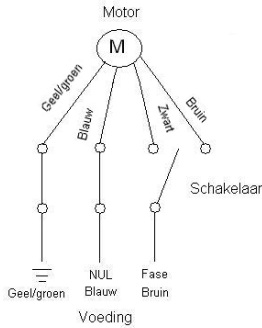 Motor
M
Geel/groen
Blauw
Zwart
Bruin
Schakelaar
NUL Fase
Geel/groen Blauw Bruin
Voeding